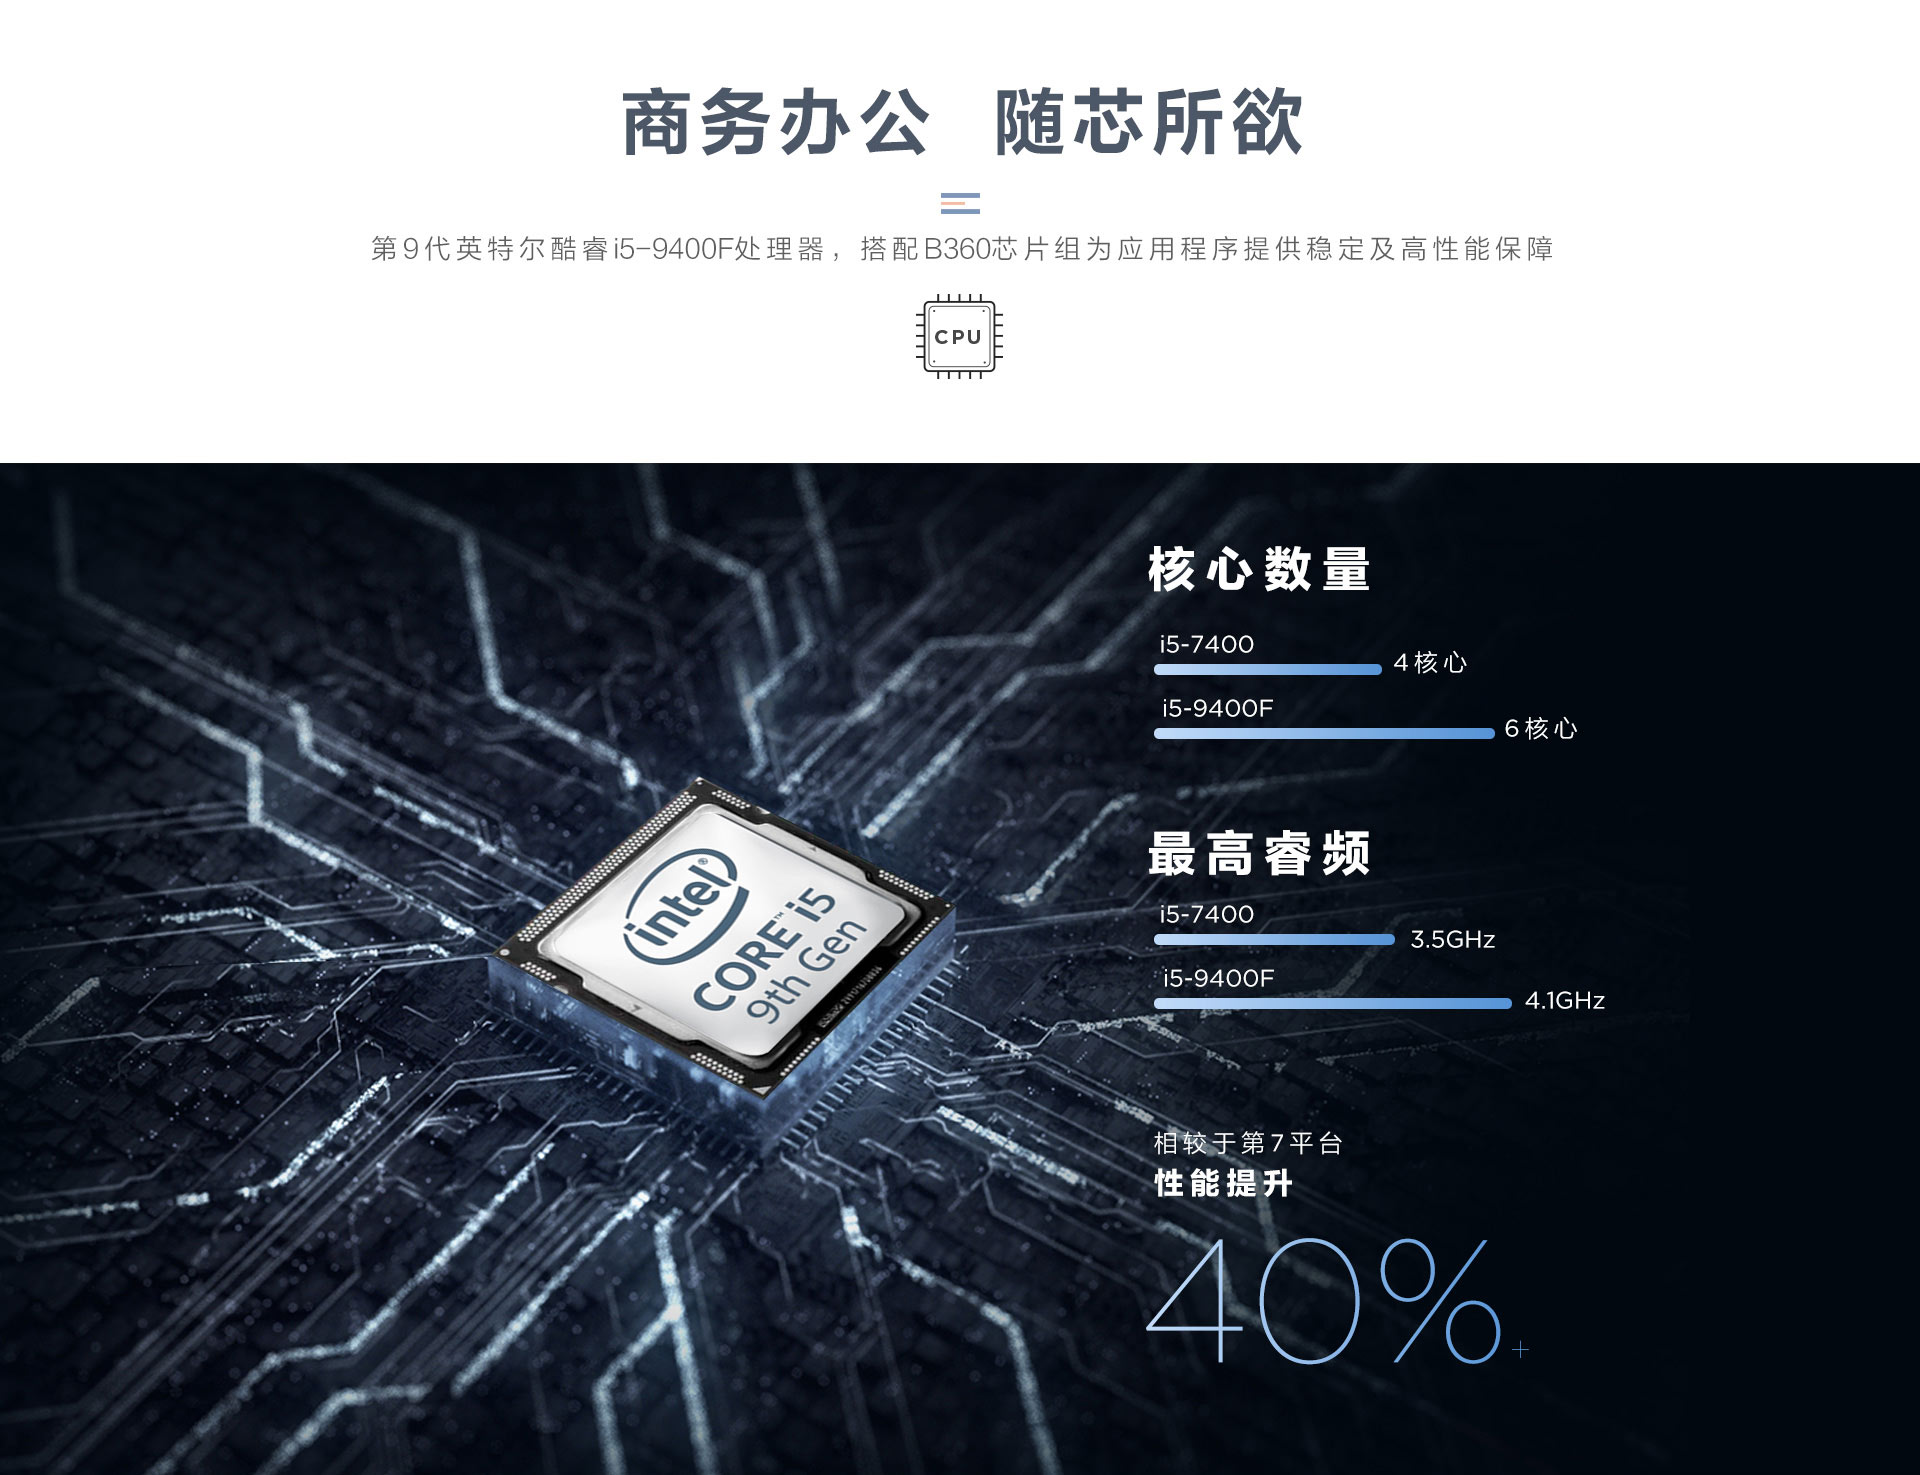 商务办公 随芯所欲
第9代英特尔酷睿i5-9400F处理器，搭配B360芯片组为应用程序提供稳定及高性能保障
CPU
核心数量
i5-7400
4核心
i5-9400F
6核心
最高睿频
i5-7400
3.5GHz
i5-9400F
4.1GHz
intel®
CORE™ i5
9th Gen
相较于第7平台
性能提升
40%+